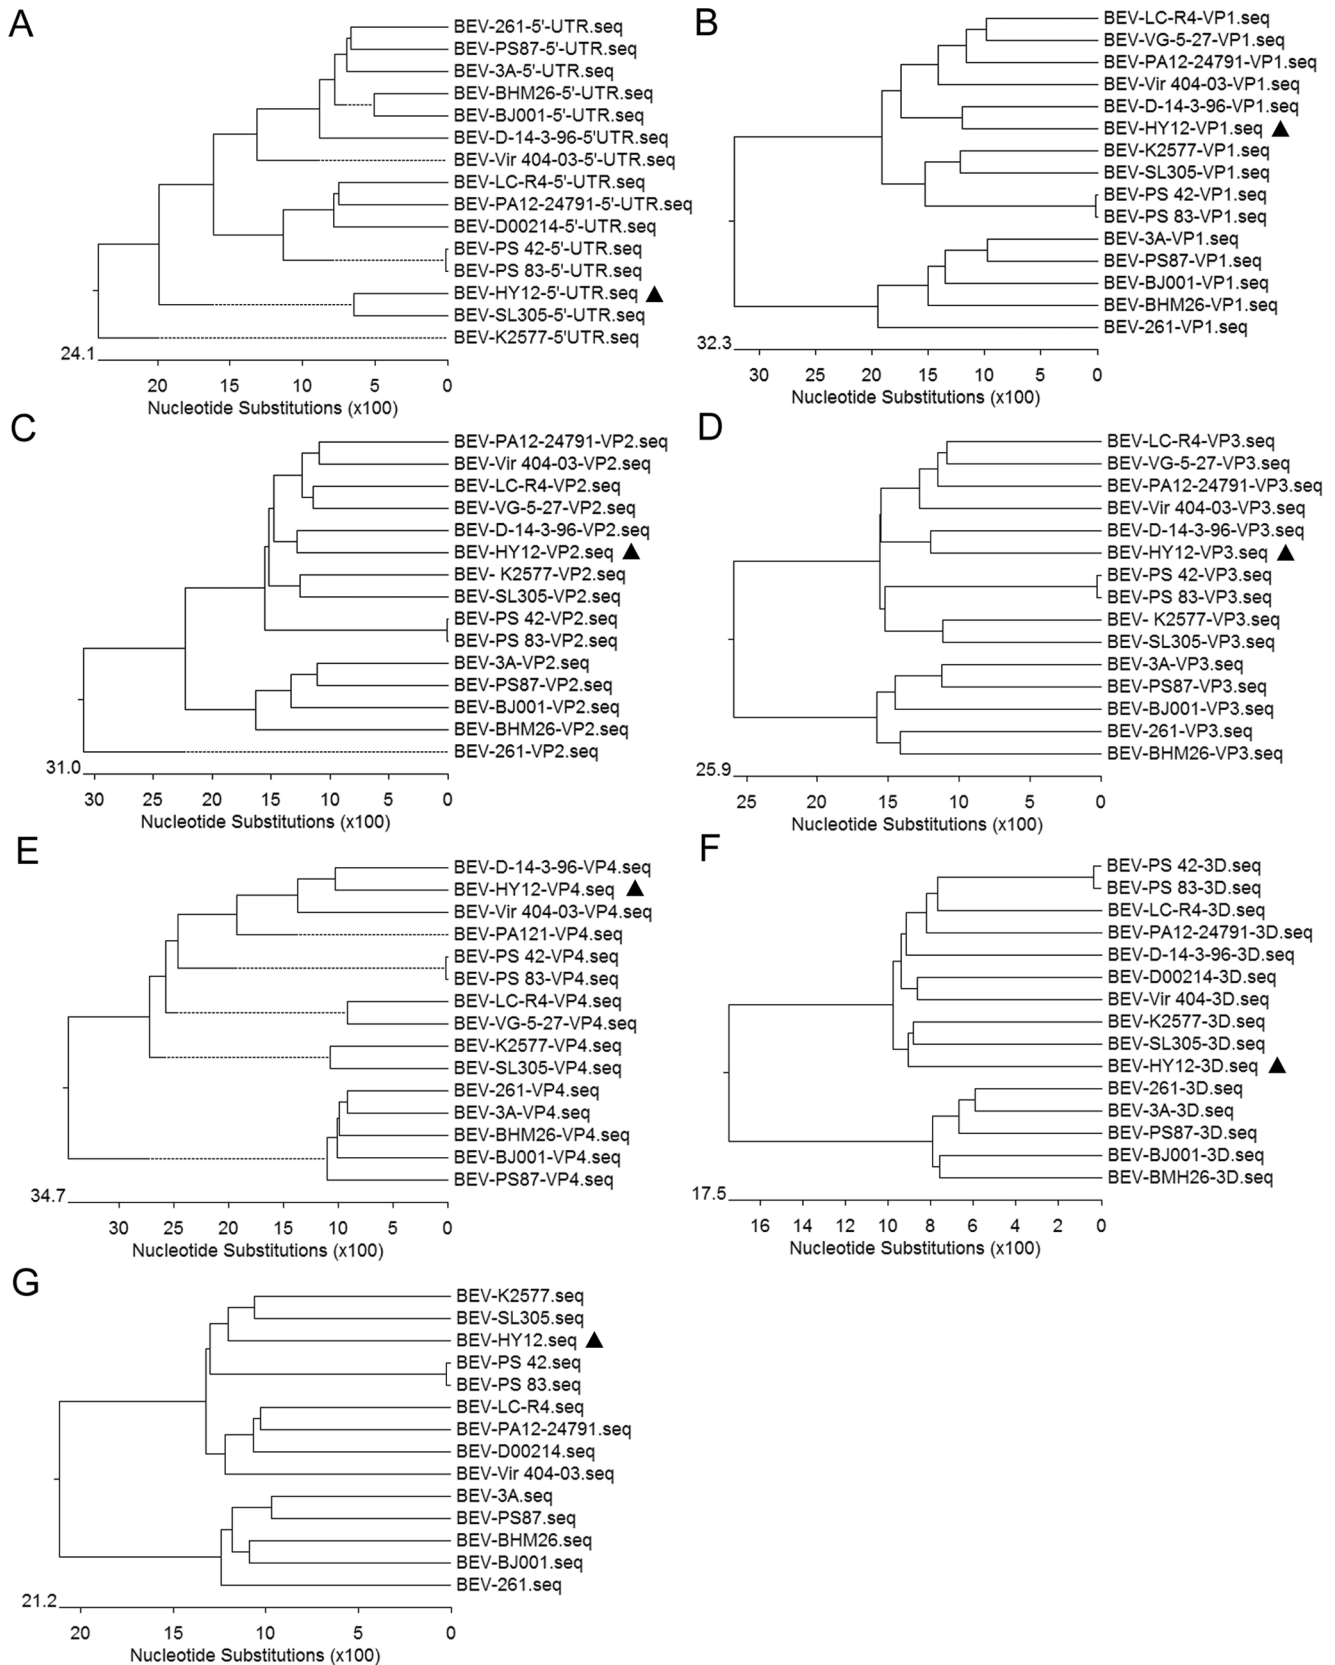 A
BEV-261-5'-UTR.seq
BEV-PS87-5'-UTR.seq
BEV-3A-5'-UTR.seq
BEV-BHM26-5'-UTR.seq
BEV-BJ001-5'-UTR.seq
BEV-D-14-3-96-5'UTR.seq
BEV-Vir 404-03-5'-UTR.seq
BEV-LC-R4-5'-UTR.seq
BEV-PA12-24791-5'-UTR.seq
BEV-D00214-5'-UTR.seq
BEV-PS 42-5'-UTR.seq
BEV-PS 83-5'-UTR.seq
BEV-HY12-5'-UTR.seq ▲
BEV-SL305-5'-UTR.seq
BEV-K2577-5'UTR.seq
24.1
20 15 10 5 0
Nucleotide Substitutions (x100)
B
BEV-LC-R4-VP1.seq
BEV-VG-5-27-VP1.seq
BEV-PA12-24791-VP1.seq
BEV-Vir 404-03-VP1.seq
BEV-D-14-3-96-VP1.seq
BEV-HY12-VP1.seq ▲
BEV-K2577-VP1.seq
BEV-SL305-VP1.seq
BEV-PS 42-VP1.seq
BEV-PS 83-VP1.seq
BEV-3A-VP1.seq
BEV-PS87-VP1.seq
BEV-BJ001-VP1.seq
BEV-BHM26-VP1.seq
BEV-261-VP1.seq
32.3
30 25 20 15 10 5 0
Nucleotide Substitutions (x100)
C
BEV-PA12-24791-VP2.seq
BEV-Vir 404-03-VP2.seq
BEV-LC-R4-VP2.seq
BEV-VG-5-27-VP2.seq
BEV-D-14-3-96-VP2.seq
BEV-HY12-VP2.seq ▲
BEV- K2577-VP2.seq
BEV-SL305-VP2.seq
BEV-PS 42-VP2.seq
BEV-PS 83-VP2.seq
BEV-3A-VP2.seq
BEV-PS87-VP2.seq
BEV-BJ001-VP2.seq
BEV-BHM26-VP2.seq
BEV-261-VP2.seq
31.0
30 25 20 15 10 5 0
Nucleotide Substitutions (x100)
D
BEV-LC-R4-VP3.seq
BEV-VG-5-27-VP3.seq
BEV-PA12-24791-VP3.seq
BEV-Vir 404-03-VP3.seq
BEV-D-14-3-96-VP3.seq
BEV-HY12-VP3.seq ▲
BEV-PS 42-VP3.seq
BEV-PS 83-VP3.seq
BEV- K2577-VP3.seq
BEV-SL305-VP3.seq
BEV-3A-VP3.seq
BEV-PS87-VP3.seq
BEV-BJ001-VP3.seq
BEV-261-VP3.seq
BEV-BHM26-VP3.seq
25.9
25 20 15 10 5 0
Nucleotide Substitutions (x100)
E
BEV-D-14-3-96-VP4.seq
BEV-HY12-VP4.seq ▲
BEV-Vir 404-03-VP4.seq
BEV-PA121-VP4.seq
BEV-PS 42-VP4.seq
BEV-PS 83-VP4.seq
BEV-LC-R4-VP4.seq
BEV-VG-5-27-VP4.seq
BEV-K2577-VP4.seq
BEV-SL305-VP4.seq
BEV-261-VP4.seq
BEV-3A-VP4.seq
BEV-BHM26-VP4.seq
BEV-BJ001-VP4.seq
BEV-PS87-VP4.seq
34.7
30 25 20 15 10 5 0
Nucleotide Substitutions (x100)
F
BEV-PS 42-3D.seq
BEV-PS 83-3D.seq
BEV-LC-R4-3D.seq
BEV-PA12-24791-3D.seq
BEV-D-14-3-96-3D.seq
BEV-D00214-3D.seq
BEV-Vir 404-3D.seq
BEV-K2577-3D.seq
BEV-SL305-3D.seq
BEV-HY12-3D.seq ▲
BEV-261-3D.seq
BEV-3A-3D.seq
BEV-PS87-3D.seq
BEV-BJ001-3D.seq
BEV-BMH26-3D.seq
17.5
16 14 12 10 8 6 4 2 0
Nucleotide Substitutions (x100)
G
BEV-K2577.seq
BEV-SL305.seq
BEV-HY12.seq ▲
BEV-PS 42.seq
BEV-PS 83.seq
BEV-LC-R4.seq
BEV-PA12-24791.seq
BEV-D00214.seq
BEV-Vir 404-03.seq
BEV-3A.seq
BEV-PS87.seq
BEV-BHM26.seq
BEV-BJ001.seq
BEV-261.seq
21.2
20 15 10 5 0
Nucleotide Substitutions (x100)